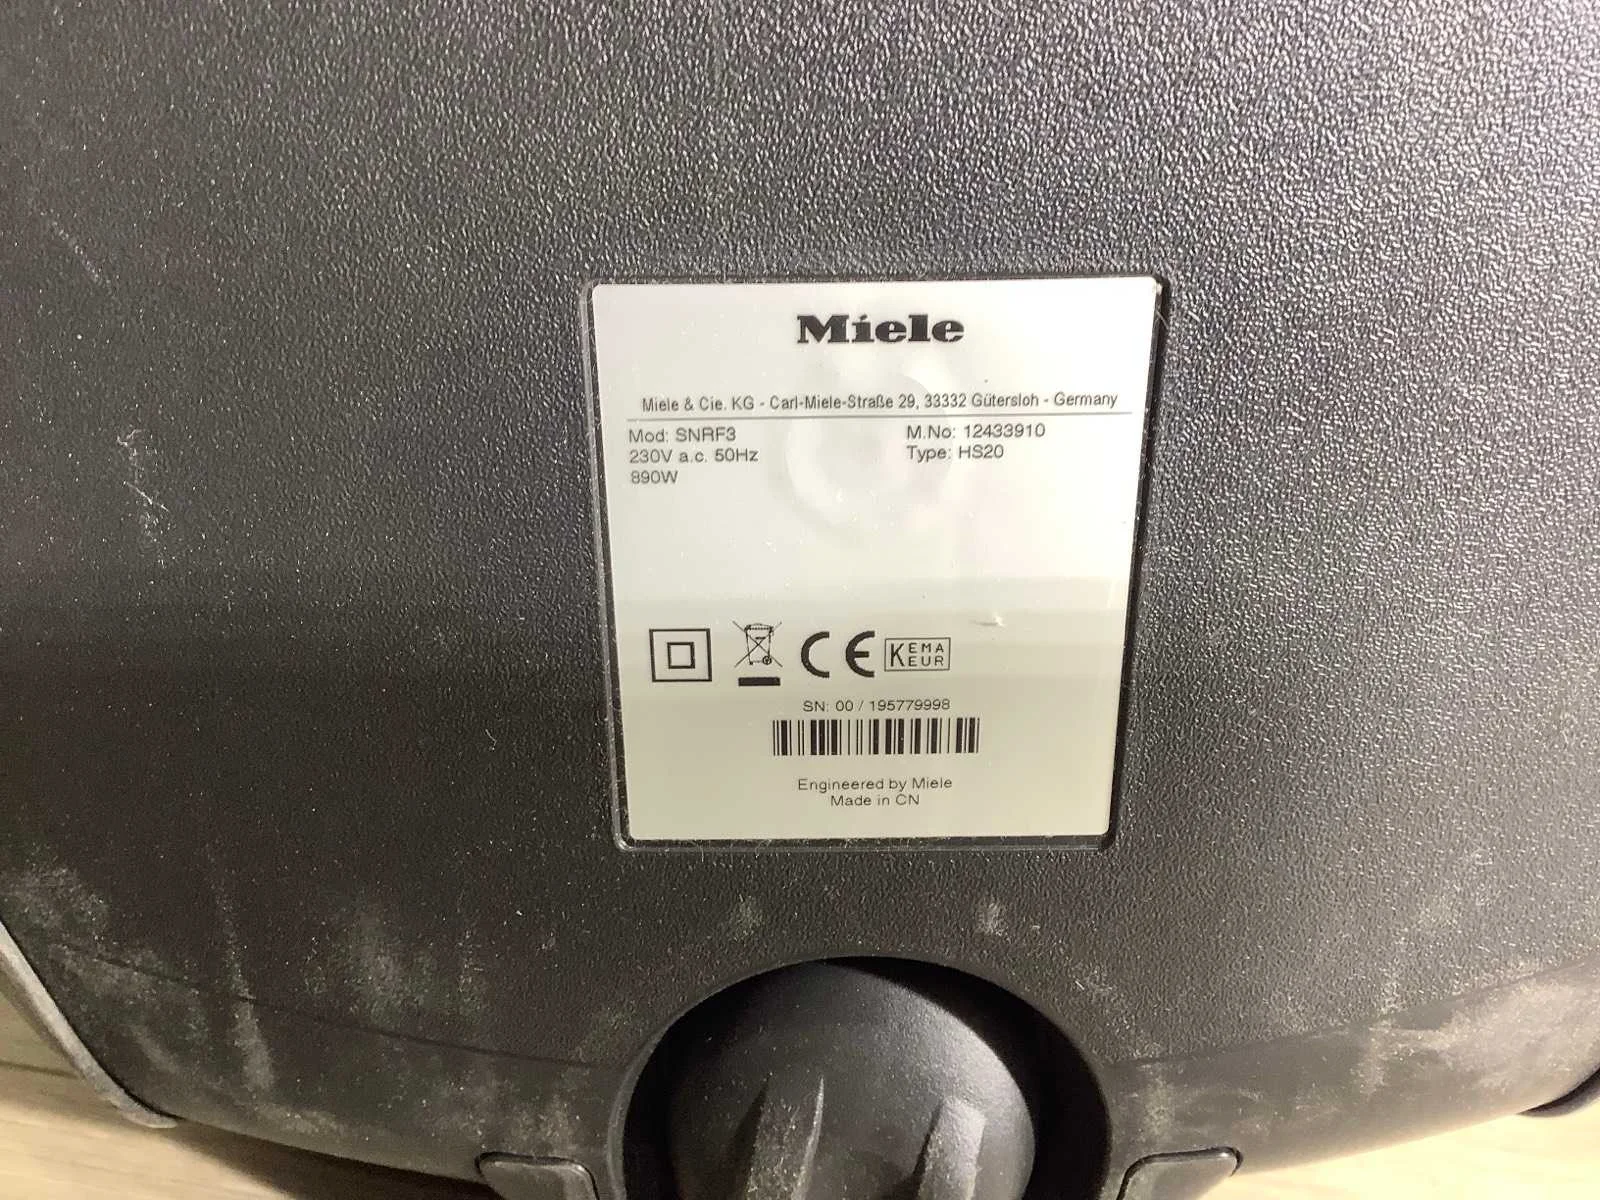 Miele
Miele & Cie. KG - Carl-Miele-Straße 29, 33332 Gütersloh - Germany
Mod: SNRF3
M.No: 12433910
230V a.c. 50Hz
Type: HS20
890W
CE
KEMA
KEUR
SN: 00 / 195779998
Engineered by Miele
Made in CN